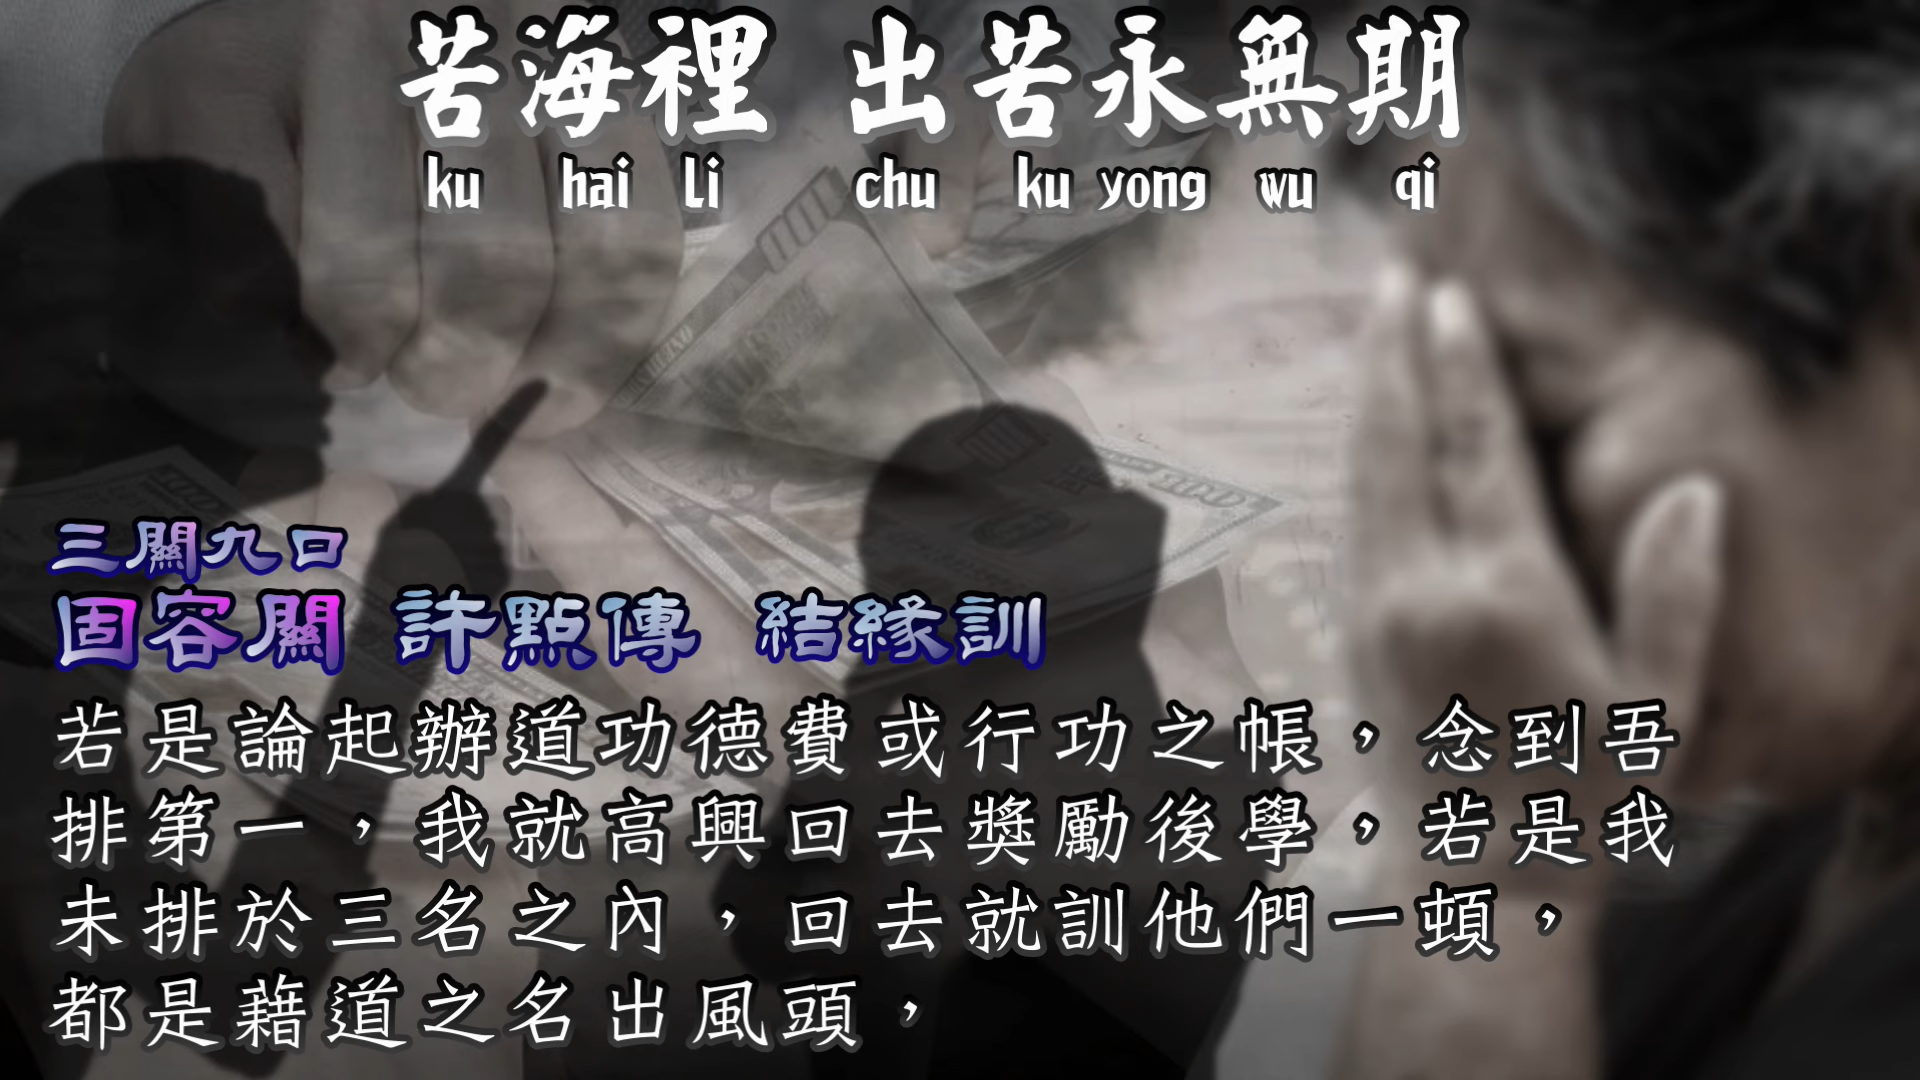 苦海裡 出苦永無期
ku hai Li chu ku yong wu qi
三關九口
固容關 許點傳 結緣訓
若是論起辦道功德費或行功之帳，念到吾
排第一，我就高興回去獎勵後學，若是我
未排於三名之內，回去就訓他們一頓，
都是藉道之名出風頭，